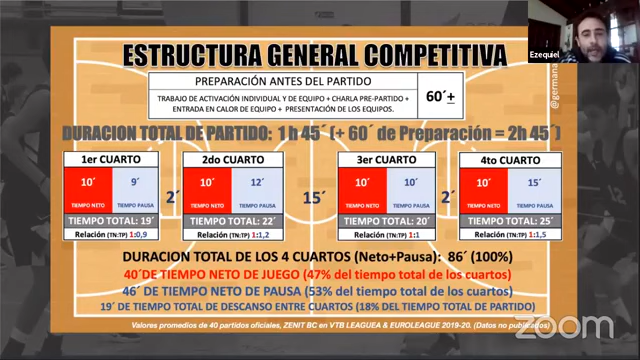 Ezequiel
ESTRUCTURA GENERAL COMPETITIVA
PREPARACIÓN ANTES DEL PARTIDO
TRABAJO DE ACTIVACIÓN INDIVIDUAL Y DE EQUIPO + CHARLA PRE-PARTIDO +
ENTRADA EN CALOR DE EQUIPO + PRESENTACIÓN DE LOS EQUIPOS.
60´+
@german
DURACION TOTAL DE PARTIDO: 1 h 45´ (+ 60´ de Preparación = 2h 45´)
1er CUARTO
10´ 9´
TIEMPO NETO TIEMPO PAUSA
TIEMPO TOTAL: 19´
Relación (TN:TP) 1:0,9
2´
2do CUARTO
10´ 12´
TIEMPO NETO TIEMPO PAUSA
TIEMPO TOTAL: 22´
Relación (TN:TP) 1:1,2
15´
3er CUARTO
10´ 10´
TIEMPO NETO TIEMPO PAUSA
TIEMPO TOTAL: 20´
Relación (TN:TP) 1:1
2´
4to CUARTO
10´ 15´
TIEMPO NETO TIEMPO PAUSA
TIEMPO TOTAL: 25´
Relación (TN:TP) 1:1,5
DURACION TOTAL DE LOS 4 CUARTOS (Neto+Pausa): 86´ (100%)
40´DE TIEMPO NETO DE JUEGO (47% del tiempo total de los cuartos)
46´ DE TIEMPO NETO DE PAUSA (53% del tiempo total de los cuartos)
19´ DE TIEMPO TOTAL DE DESCANSO ENTRE CUARTOS (18% DEL TIEMPO TOTAL DE PARTIDO)
Valores promedios de 40 partidos oficiales, ZENIT BC en VTB LEAGUEA & EUROLEAGUE 2019-20. (Datos no publicados)
zoom